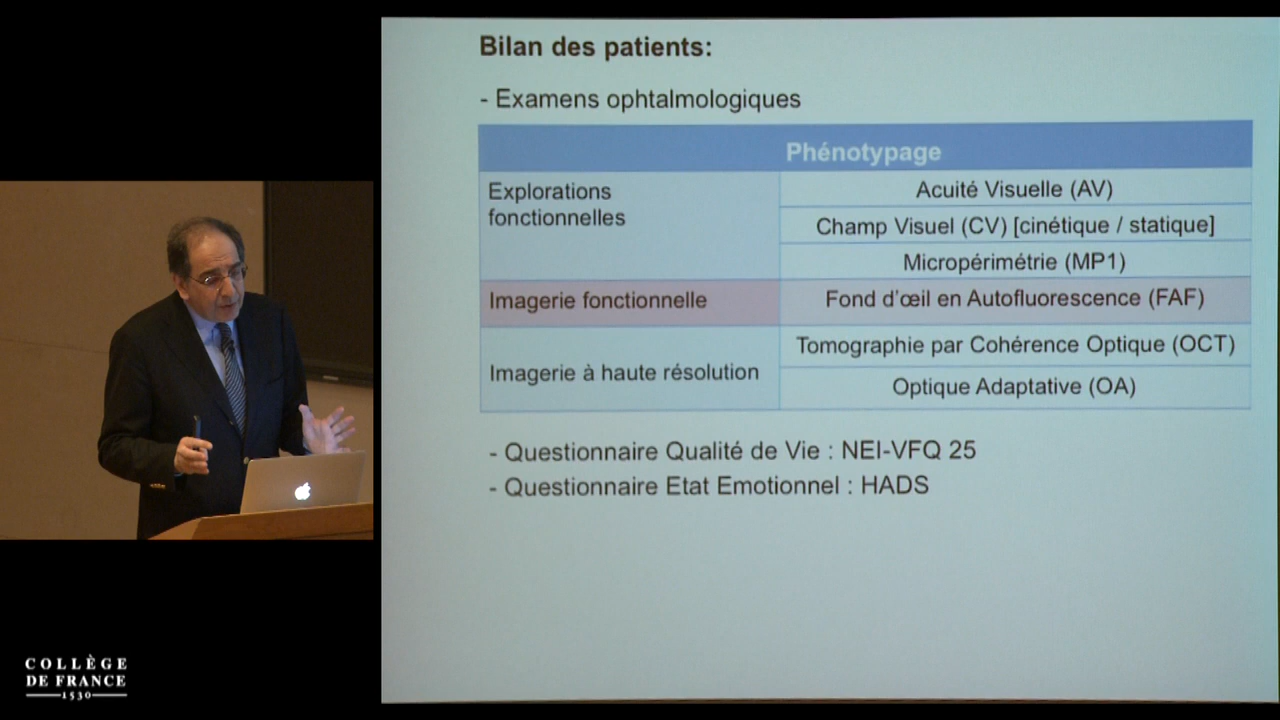 Bilan des patients:
- Examens ophtalmologiques
Phénotypage
Explorations
fonctionnelles
Acuité Visuelle (AV)
Champ Visuel (CV) [cinétique / statique]
Micropérimétrie (MP1)
Imagerie fonctionnelle
Fond d'œil en Autofluorescence (FAF)
Imagerie à haute résolution
Tomographie par Cohérence Optique (OCT)
Optique Adaptative (OA)
- Questionnaire Qualité de Vie : NEI-VFQ 25
- Questionnaire Etat Emotionnel : HADS
COLLÈGE
DE FRANCE
1530